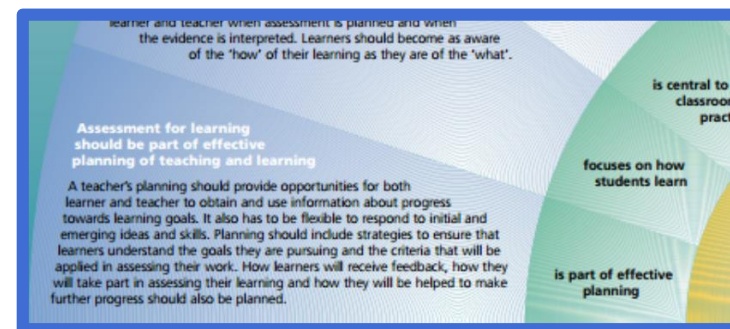 learner and teacher when assessment is planned and when
the evidence is interpreted. Learners should become as aware
of the 'how' of their learning as they are of the 'what'.
Assessment for learning
should be part of effective
planning of teaching and learning
A teacher's planning should provide opportunities for both
learner and teacher to obtain and use information about progress
towards learning goals. It also has to be flexible to respond to initial and
emerging ideas and skills. Planning should include strategies to ensure that
learners understand the goals they are pursuing and the criteria that will be
applied in assessing their work. How learners will receive feedback, how they
will take part in assessing their learning and how they will be helped to make
further progress should also be planned.
is central to
classroo
pract
focuses on how
students learn
is part of effective
planning